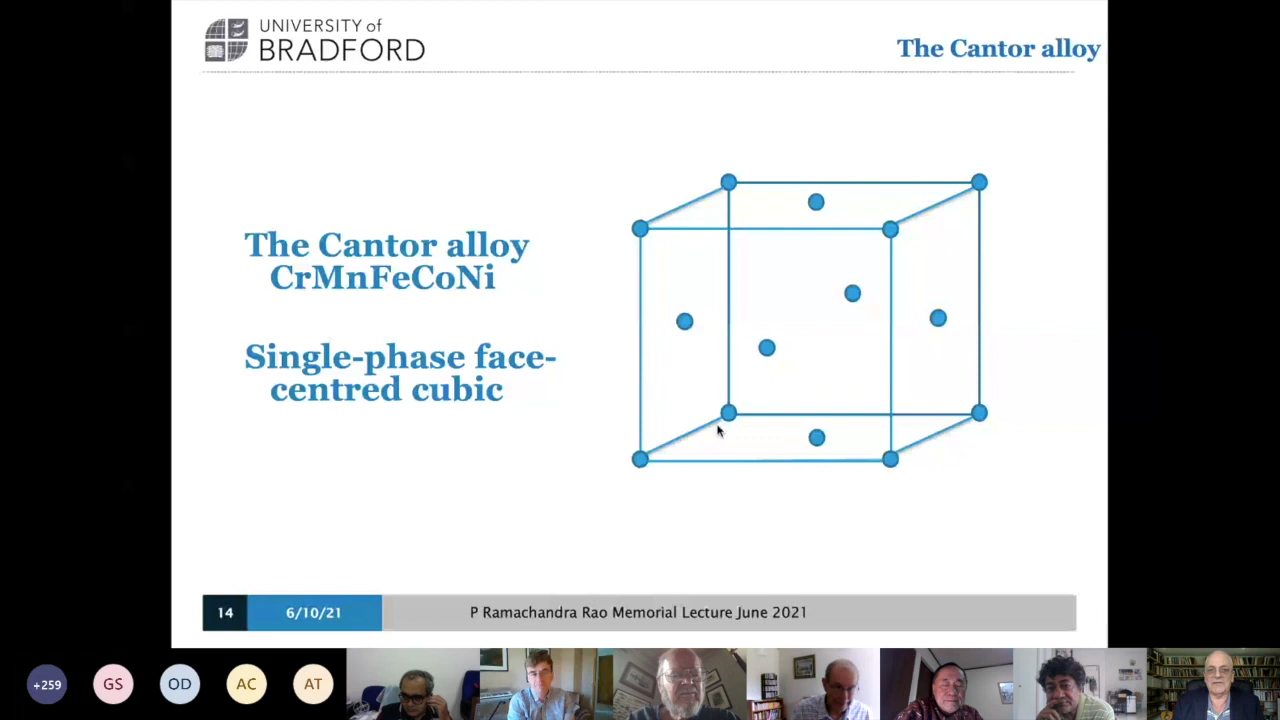 UNIVERSITY of
BRADFORD
The Cantor alloy
The Cantor alloy
CrMnFeCoNi
Single-phase face-
centred cubic
14
6/10/21
P Ramachandra Rao Memorial Lecture June 2021
+259
GS
OD
AC
AT